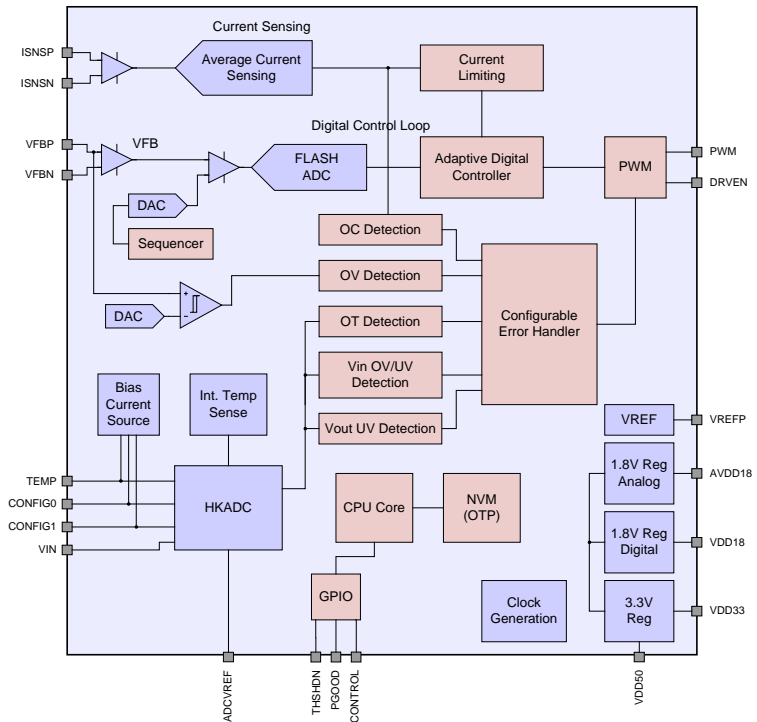 Current Sensing
ISNSP
ISNSN
Average Current
Sensing
Current
Limiting
Digital Control Loop
VFBP
VFBN
VFB
FLASH
ADC
Adaptive Digital
Controller
PWM
PWM
DRVEN
DAC
Sequencer
OC Detection
OV Detection
+
-
DAC
OT Detection
Configurable
Error Handler
Vin OV/UV
Detection
Vout UV Detection
Bias
Current
Source
Int. Temp
Sense
VREF
VREFP
TEMP
CONFIG0
CONFIG1
VIN
HKADC
CPU Core
NVM
(OTP)
1.8V Reg
Analog
AVDD18
1.8V Reg
Digital
VDD18
GPIO
Clock
Generation
3.3V
Reg
VDD33
ADCVREF
THSHDN
PGOOD
CONTROL
VDD50